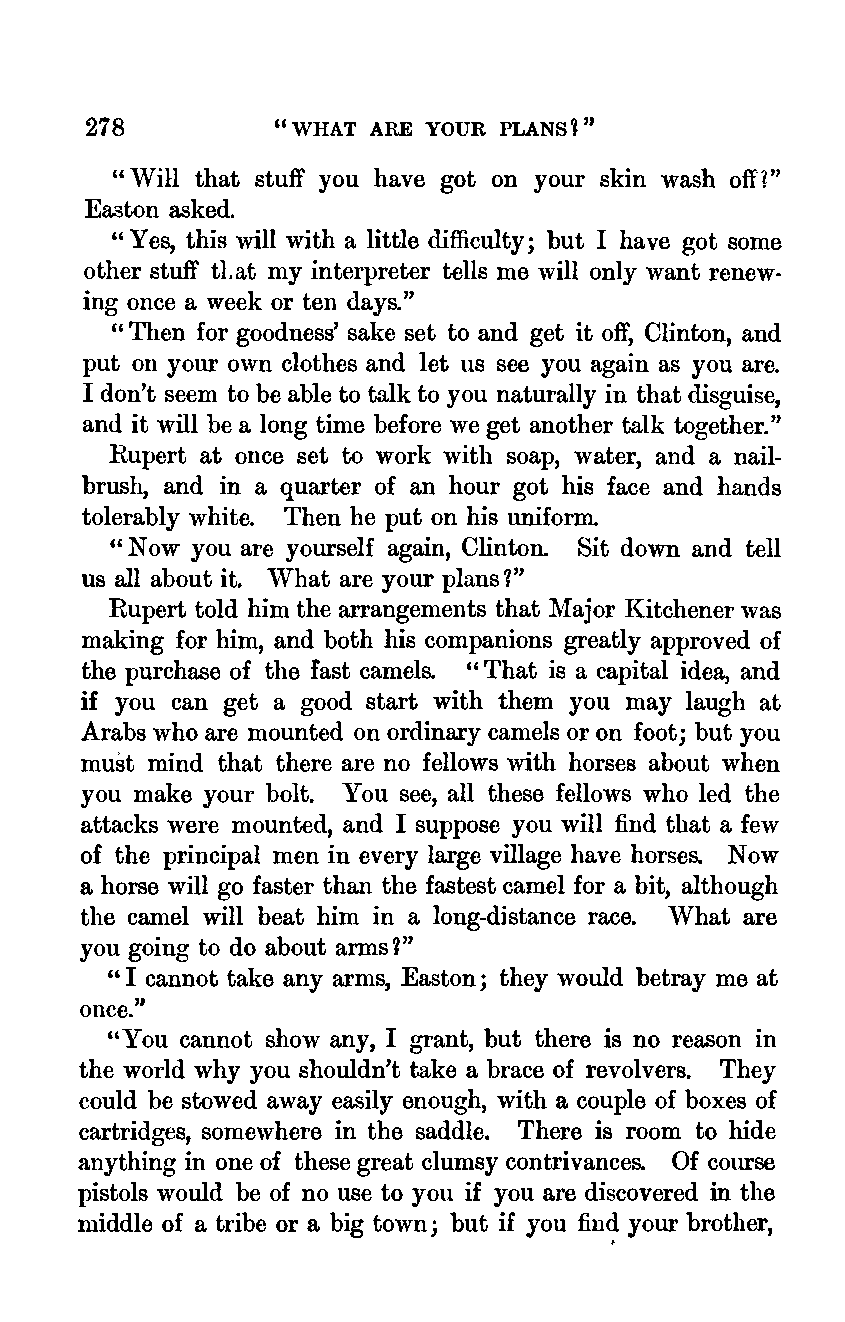 278 "WHAT ARE YOUR PLANS?"
"Will that stuff you have got on your skin wash off?"
Easton asked.
"Yes, this will with a little difficulty; but I have got some
other stuff tl.at my interpreter tells me will only want renew-
ing once a week or ten days."
"Then for goodness' sake set to and get it off, Clinton, and
put on your own clothes and let us see you again as you are.
I don't seem to be able to talk to you naturally in that disguise,
and it will be a long time before we get another talk together."
Rupert at once set to work with soap, water, and a nail-
brush, and in a quarter of an hour got his face and hands
tolerably white. Then he put on his uniform.
"Now you are yourself again, Clinton. Sit down and tell
us all about it. What are your plans?"
Rupert told him the arrangements that Major Kitchener was
making for him, and both his companions greatly approved of
the purchase of the fast camels. "That is a capital idea, and
if you can get a good start with them you may laugh at
Arabs who are mounted on ordinary camels or on foot; but you
must mind that there are no fellows with horses about when
you make your bolt. You see, all these fellows who led the
attacks were mounted, and I suppose you will find that a few
of the principal men in every large village have horses. Now
a horse will go faster than the fastest camel for a bit, although
the camel will beat him in a long-distance race. What are
you going to do about arms?"
"I cannot take any arms, Easton; they would betray me at
once."
"You cannot show any, I grant, but there is no reason in
the world why you shouldn't take a brace of revolvers. They
could be stowed away easily enough, with a couple of boxes of
cartridges, somewhere in the saddle. There is room to hide
anything in one of these great clumsy contrivances. Of course
pistols would be of no use to you if you are discovered in the
middle of a tribe or a big town; but if you find your brother,